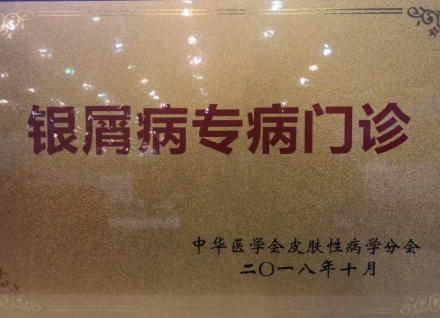 银屑病专病门诊
中华医学会皮肤性病学分会
二〇一八年十月